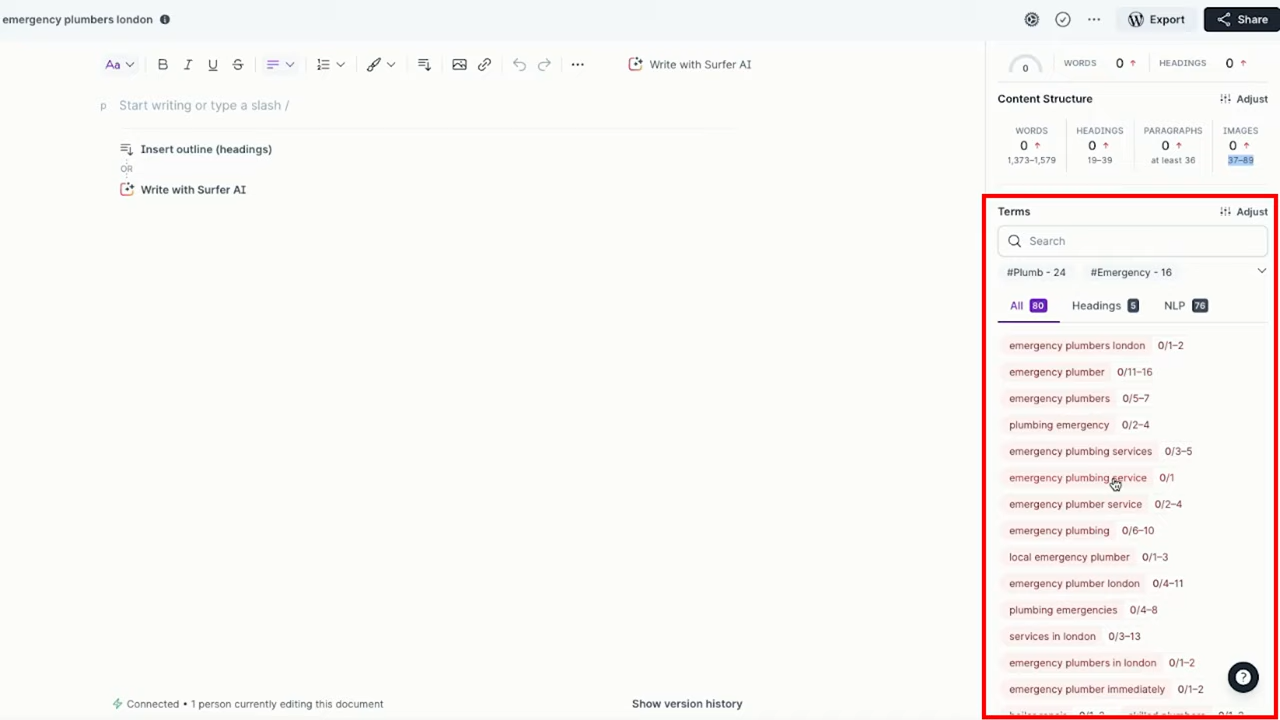 emergency plumbers london
Export
Share
Aa
B I U S
Write with Surfer AI
0 WORDS 0 ↑ HEADINGS 0 ↑
p Start writing or type a slash /
Insert outline (headings)
OR
Write with Surfer AI
Content Structure Adjust
WORDS HEADINGS PARAGRAPHS IMAGES
0 ↑ 0 ↑ 0 ↑ 0 ↑
1,373–1,579 19–39 at least 36 37–89
Terms Adjust
Search
#Plumb - 24 #Emergency - 16
All 80 Headings 5 NLP 76
emergency plumbers london 0/1–2
emergency plumber 0/11–16
emergency plumbers 0/5–7
plumbing emergency 0/2–4
emergency plumbing services 0/3–5
emergency plumbing service 0/1
emergency plumber service 0/2–4
emergency plumbing 0/6–10
local emergency plumber 0/1–3
emergency plumber london 0/4–11
plumbing emergencies 0/4–8
services in london 0/3–13
emergency plumbers in london 0/1–2
emergency plumber immediately 0/1–2
Connected • 1 person currently editing this document
Show version history